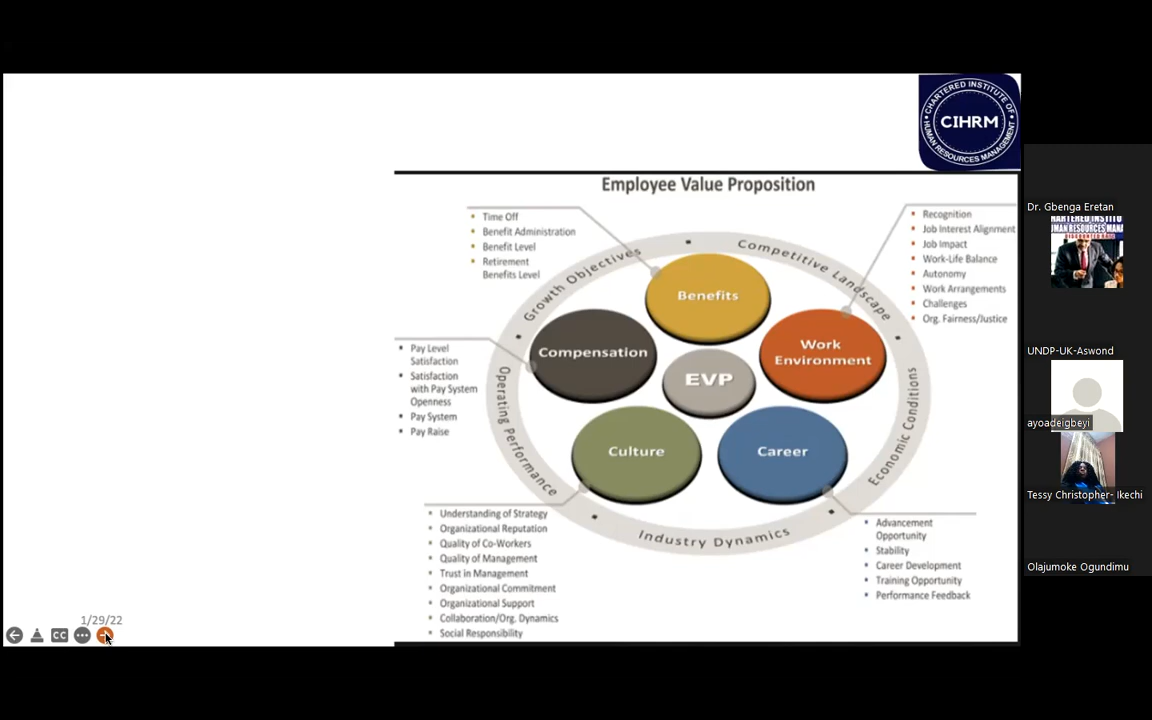 CHARTERED INSTITUTE OF
HUMAN RESOURCES MANAGEMENT
CIHRM
Employee Value Proposition
Time Off
Benefit Administration
Benefit Level
Retirement
Benefits Level
Recognition
Job Interest Alignment
Job Impact
Work-Life Balance
Autonomy
Work Arrangements
Challenges
Org. Fairness/Justice
Growth Objectives
Competitive Landscape
Economic Conditions
Industry Dynamics
Operating Performance
Benefits
Compensation
Work
Environment
EVP
Culture
Career
Pay Level
Satisfaction
Satisfaction
with Pay System
Openness
Pay System
Pay Raise
Understanding of Strategy
Organizational Reputation
Quality of Co-Workers
Quality of Management
Trust in Management
Organizational Commitment
Organizational Support
Collaboration/Org. Dynamics
Social Responsibility
Advancement
Opportunity
Stability
Career Development
Training Opportunity
Performance Feedback
1/29/22
CC
Dr. Gbenga Eretan
UNDP-UK-Aswond
ayoadeigbeyi
Tessy Christopher- Ikechi
Olajumoke Ogundimu